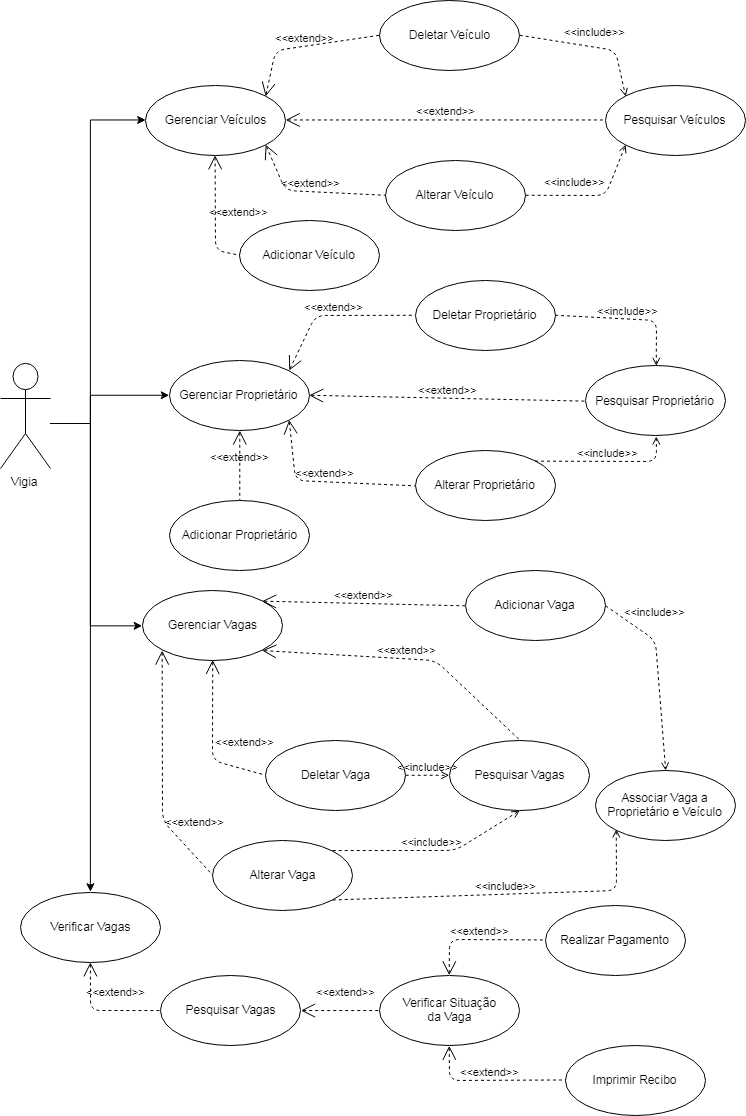 Deletar Veículo
<<extend>>
<<include>>
Gerenciar Veículos
<<extend>>
Pesquisar Veículos
<<extend>>
Alterar Veículo
<<include>>
<<extend>>
Adicionar Veículo
<<extend>>
Deletar Proprietário
<<include>>
Gerenciar Proprietário
<<extend>>
Pesquisar Proprietário
<<extend>>
<<extend>>
Alterar Proprietário
<<include>>
Vigia
Adicionar Proprietário
<<extend>>
Adicionar Vaga
<<include>>
Gerenciar Vagas
<<extend>>
<<extend>>
Deletar Vaga
<<include>>
Pesquisar Vagas
Associar Vaga a
Proprietário e Veículo
<<extend>>
<<include>>
Alterar Vaga
<<include>>
Verificar Vagas
<<extend>>
Realizar Pagamento
<<extend>>
Pesquisar Vagas
<<extend>>
Verificar Situação
da Vaga
<<extend>>
Imprimir Recibo